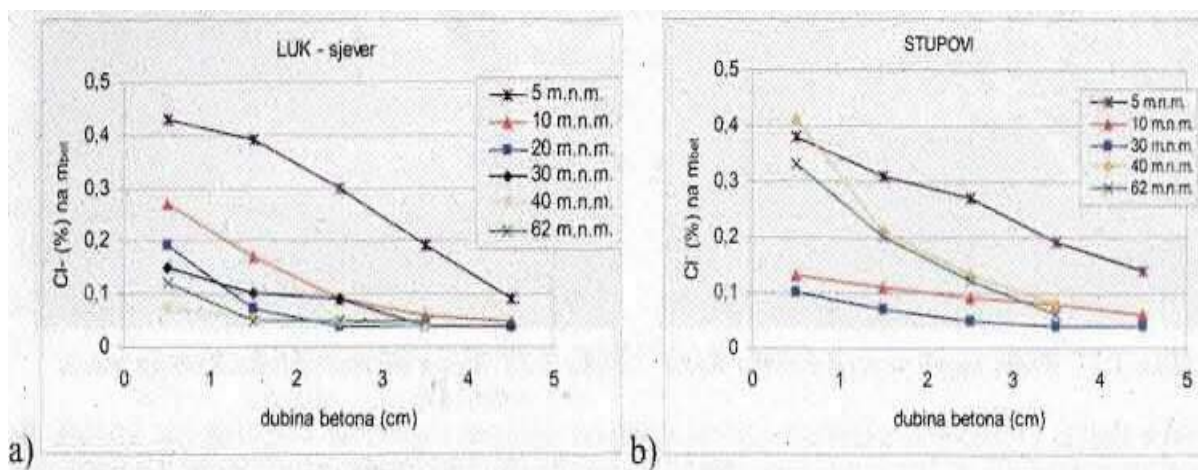 LUK - sjever
Cl- (%) na mbet
0,5
0,4
0,3
0,2
0,1
0
0 1 2 3 4 5
dubina betona (cm)
5 m.n.m.
10 m.n.m.
20 m.n.m.
30 m.n.m.
40 m.n.m.
62 m.n.m.
a)
STUPOVI
Cl- (%) na mbet
0,5
0,4
0,3
0,2
0,1
0
0 1 2 3 4 5
dubina betona (cm)
5 m.n.m.
10 m.n.m.
30 m.n.m.
40 m.n.m.
62 m.n.m.
b)